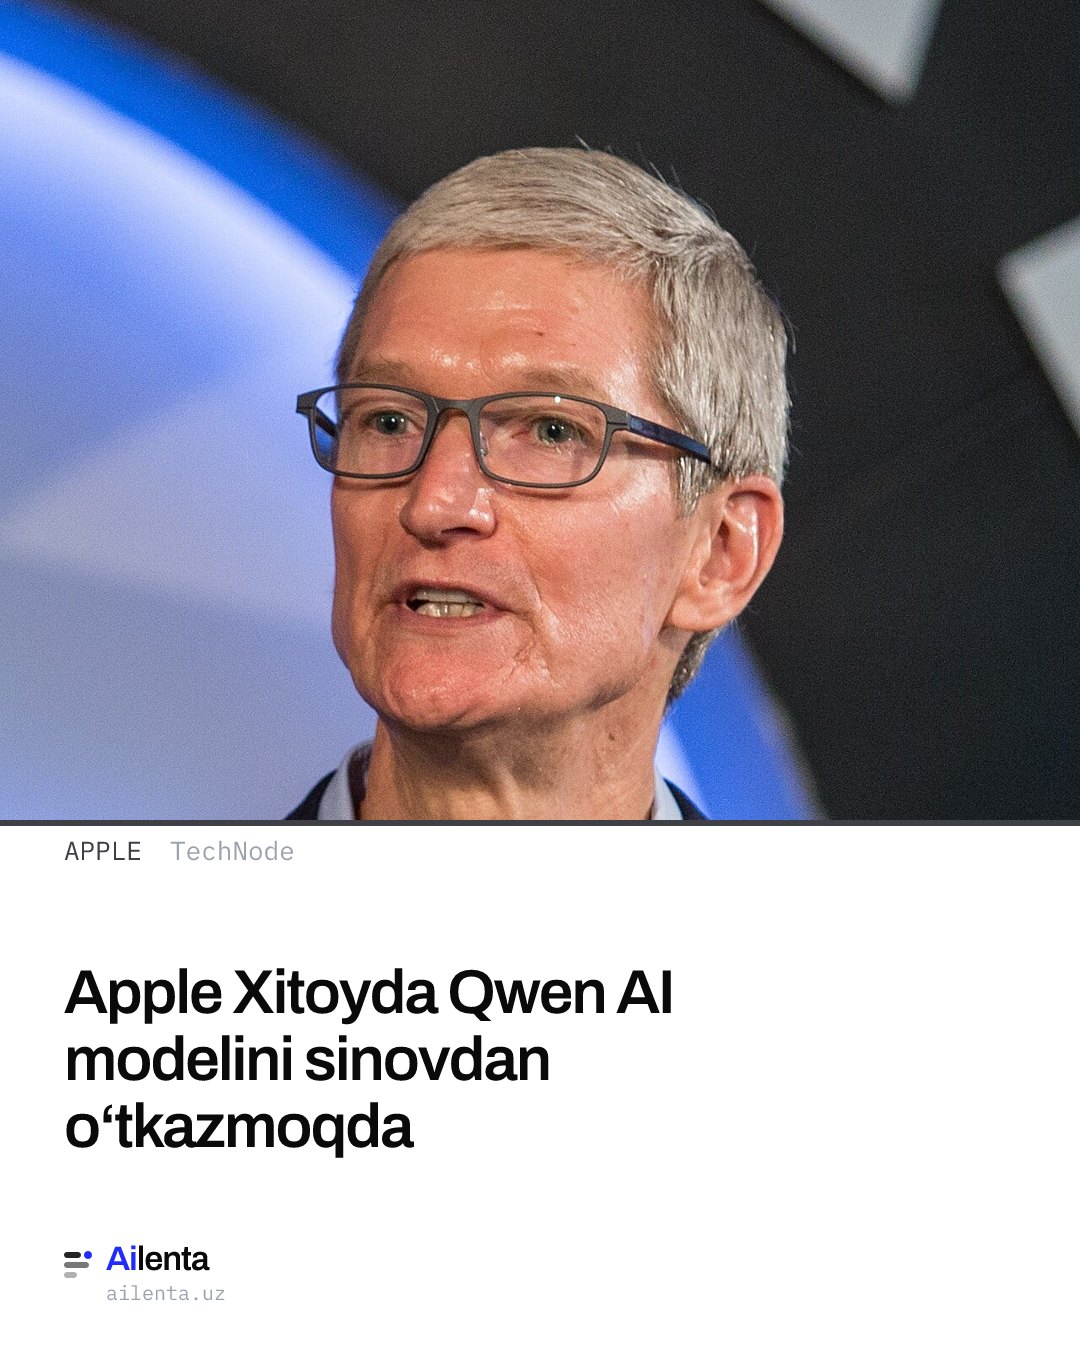 APPLE TechNode
Apple Xitoyda Qwen AI
modelini sinovdan
o‘tkazmoqda
Ailenta
ailenta.uz